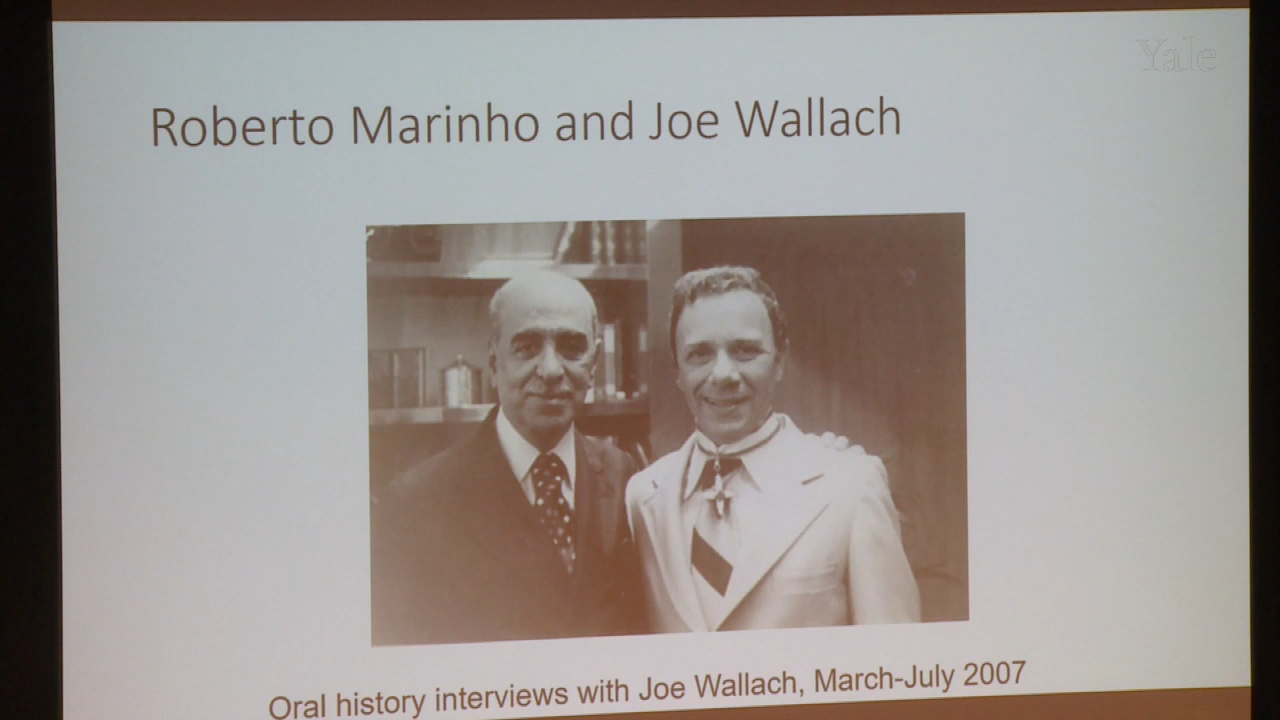 Yale
Roberto Marinho and Joe Wallach
Oral history interviews with Joe Wallach, March-July 2007